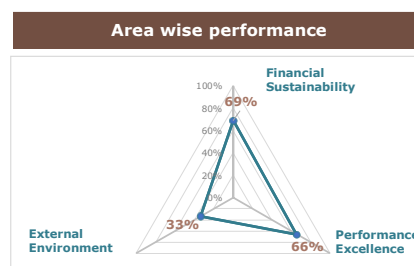 Area wise performance
Financial
Sustainability
100%
69%
80%
60%
40%
20%
0%
33%
External
Environment
Performance
Excellence
66%